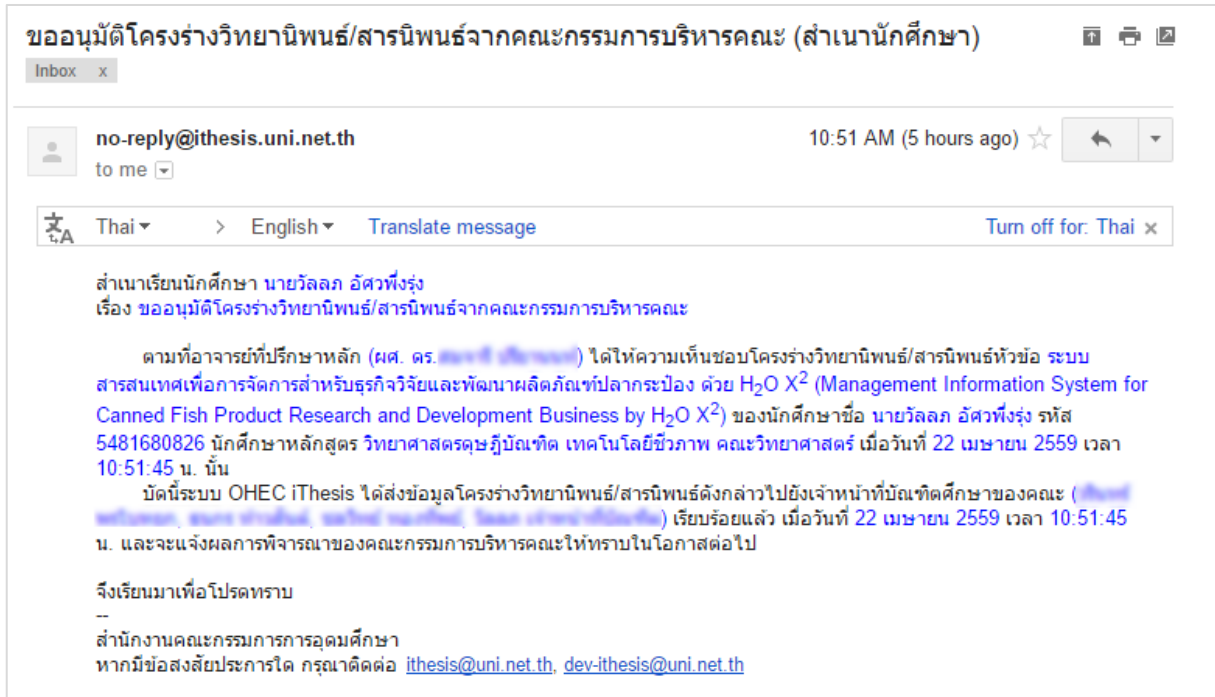 ขออนุมัติโครงร่างวิทยานิพนธ์/สารนิพนธ์จากคณะกรรมการบริหารคณะ (สำเนานักศึกษา)
Inbox x
no-reply@ithesis.uni.net.th 10:51 AM (5 hours ago)
to me
Thai > English Translate message Turn off for: Thai x
สำเนาเรียนนักศึกษา นายวัลลภ อัศวพึ่งรุ่ง
เรื่อง ขออนุมัติโครงร่างวิทยานิพนธ์/สารนิพนธ์จากคณะกรรมการบริหารคณะ
ตามที่อาจารย์ที่ปรึกษาหลัก (ผศ. ดร. ) ได้ให้ความเห็นชอบโครงร่างวิทยานิพนธ์/สารนิพนธ์หัวข้อ ระบบ
สารสนเทศเพื่อการจัดการสำหรับธุรกิจวิจัยและพัฒนาผลิตภัณฑ์ปลากระป๋อง ด้วย H₂O X² (Management Information System for
Canned Fish Product Research and Development Business by H₂O X²) ของนักศึกษาชื่อ นายวัลลภ อัศวพึ่งรุ่ง รหัส
5481680826 นักศึกษาหลักสูตร วิทยาศาสตรดุษฎีบัณฑิต เทคโนโลยีชีวภาพ คณะวิทยาศาสตร์ เมื่อวันที่ 22 เมษายน 2559 เวลา
10:51:45 น. นั้น
บัดนี้ระบบ OHEC iThesis ได้ส่งข้อมูลโครงร่างวิทยานิพนธ์/สารนิพนธ์ดังกล่าวไปยังเจ้าหน้าที่บัณฑิตศึกษาของคณะ (
) เรียบร้อยแล้ว เมื่อวันที่ 22 เมษายน 2559 เวลา 10:51:45
น. และจะแจ้งผลการพิจารณาของคณะกรรมการบริหารคณะให้ทราบในโอกาสต่อไป
จึงเรียนมาเพื่อโปรดทราบ
--
สำนักงานคณะกรรมการการอุดมศึกษา
หากมีข้อสงสัยประการใด กรุณาติดต่อ ithesis@uni.net.th, dev-ithesis@uni.net.th